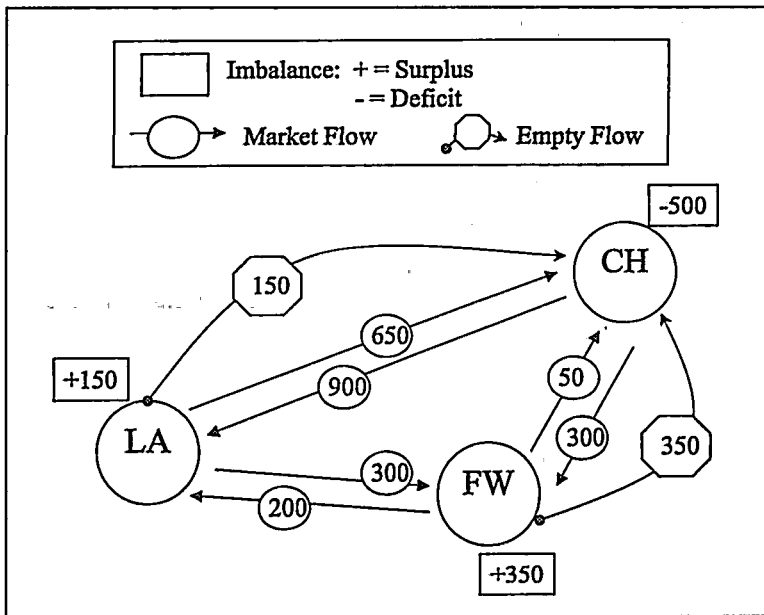 Imbalance: + = Surplus
- = Deficit
Market Flow
Empty Flow
-500
CH
150
650
+150
900
50
LA
300
350
300
FW
200
+350